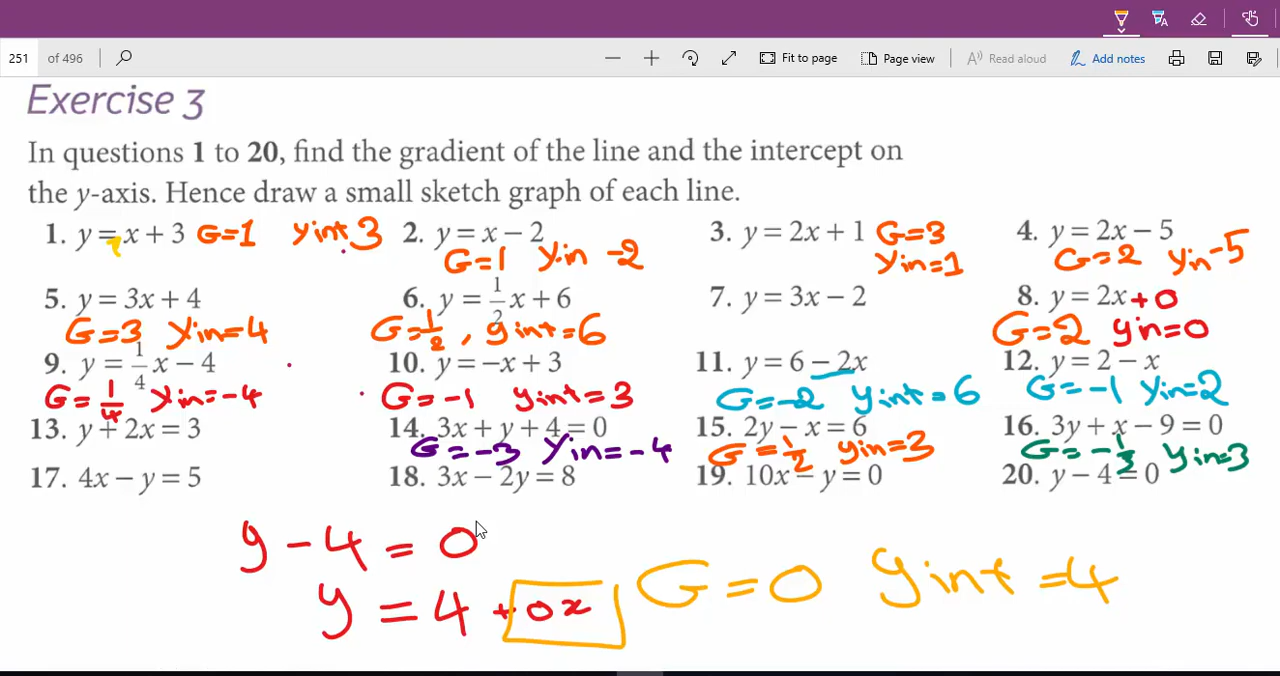 251 of 496 Fit to page Page view Read aloud Add notes
Exercise 3
In questions 1 to 20, find the gradient of the line and the intercept on
the y-axis. Hence draw a small sketch graph of each line.
1. y = x + 3 G=1 yint 3 2. y = x − 2 3. y = 2x + 1 G=3 4. y = 2x − 5
G=1 yin -2 yin=1 G=2 yin-5
5. y = 3x + 4 6. y = 1/2 x + 6 7. y = 3x − 2 8. y = 2x +0
G=3 yin=4 G=1/2, yint=6 G=2 yin=0
9. y = 1/4 x − 4 10. y = −x + 3 11. y = 6 − 2x 12. y = 2 − x
G=1/4 yin=-4 G=-1 yint=3 G=-2 yint=6 G=-1 yin=2
13. y + 2x = 3 14. 3x + y + 4 = 0 15. 2y − x = 6 16. 3y + x − 9 = 0
G=-3 yin=-4 G=1/2 yin=3 G=-1/3 yin=3
17. 4x − y = 5 18. 3x − 2y = 8 19. 10x − y = 0 20. y − 4 = 0
y - 4 = 0
y = 4 + 0x G=0 yint=4